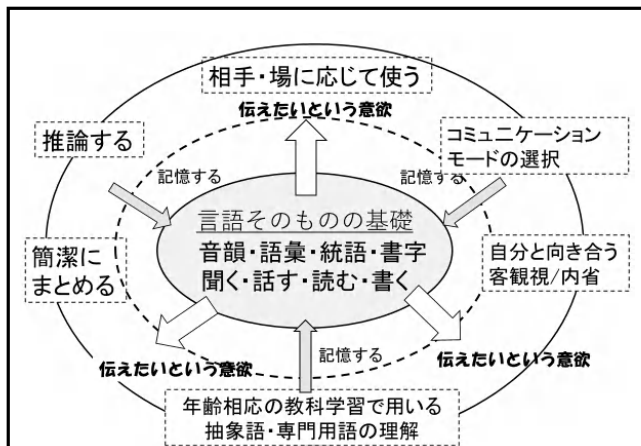 相手・場に応じて使う
伝えたいという意欲
推論する
コミュニケーション
モードの選択
記憶する
記憶する
言語そのものの基礎
音韻・語彙・統語・書字
聞く・話す・読む・書く
簡潔に
まとめる
自分と向き合う
客観視/内省
伝えたいという意欲
記憶する
伝えたいという意欲
年齢相応の教科学習で用いる
抽象語・専門用語の理解